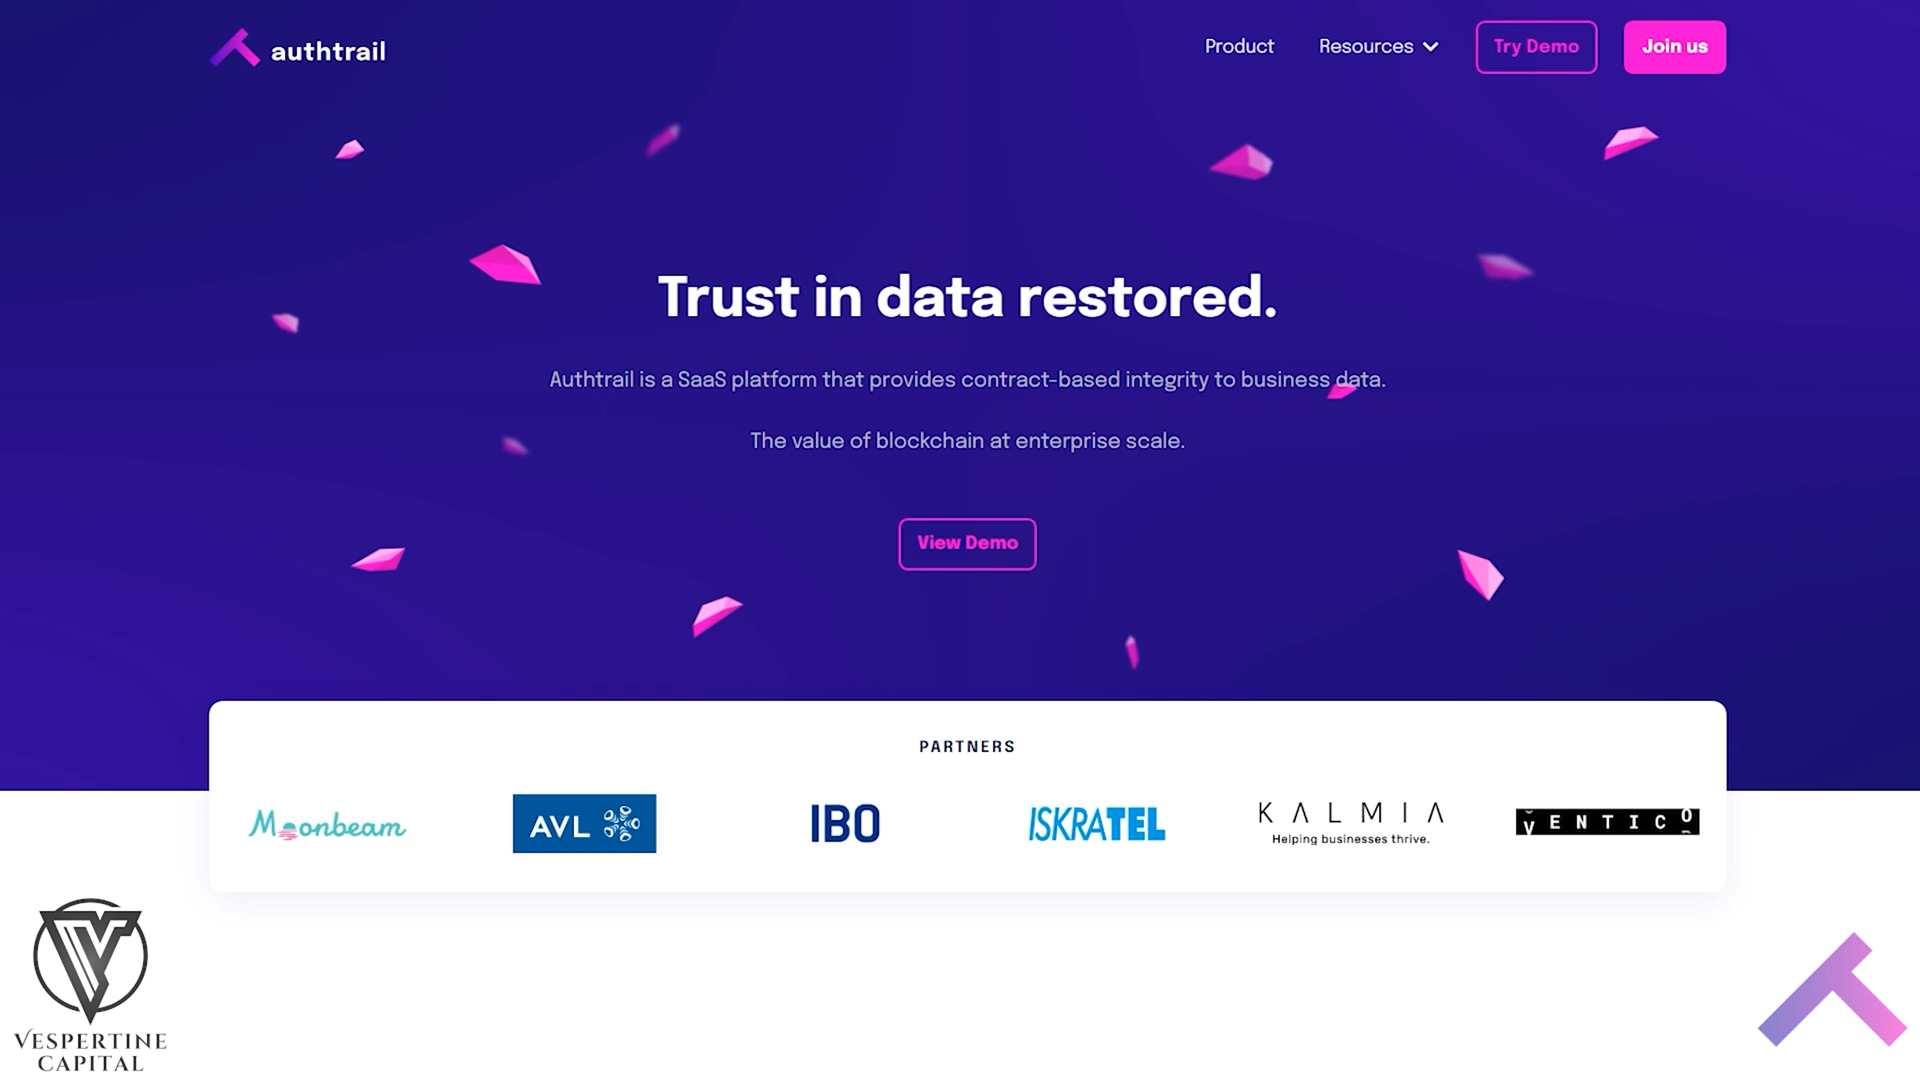 authtrail
Product
Resources
Try Demo
Join us
Trust in data restored.
Authtrail is a SaaS platform that provides contract-based integrity to business data.
The value of blockchain at enterprise scale.
View Demo
PARTNERS
Moonbeam
AVL
IBO
ISKRATEL
KALMIA
Helping businesses thrive.
VENTICO
VESPERTINE
CAPITAL